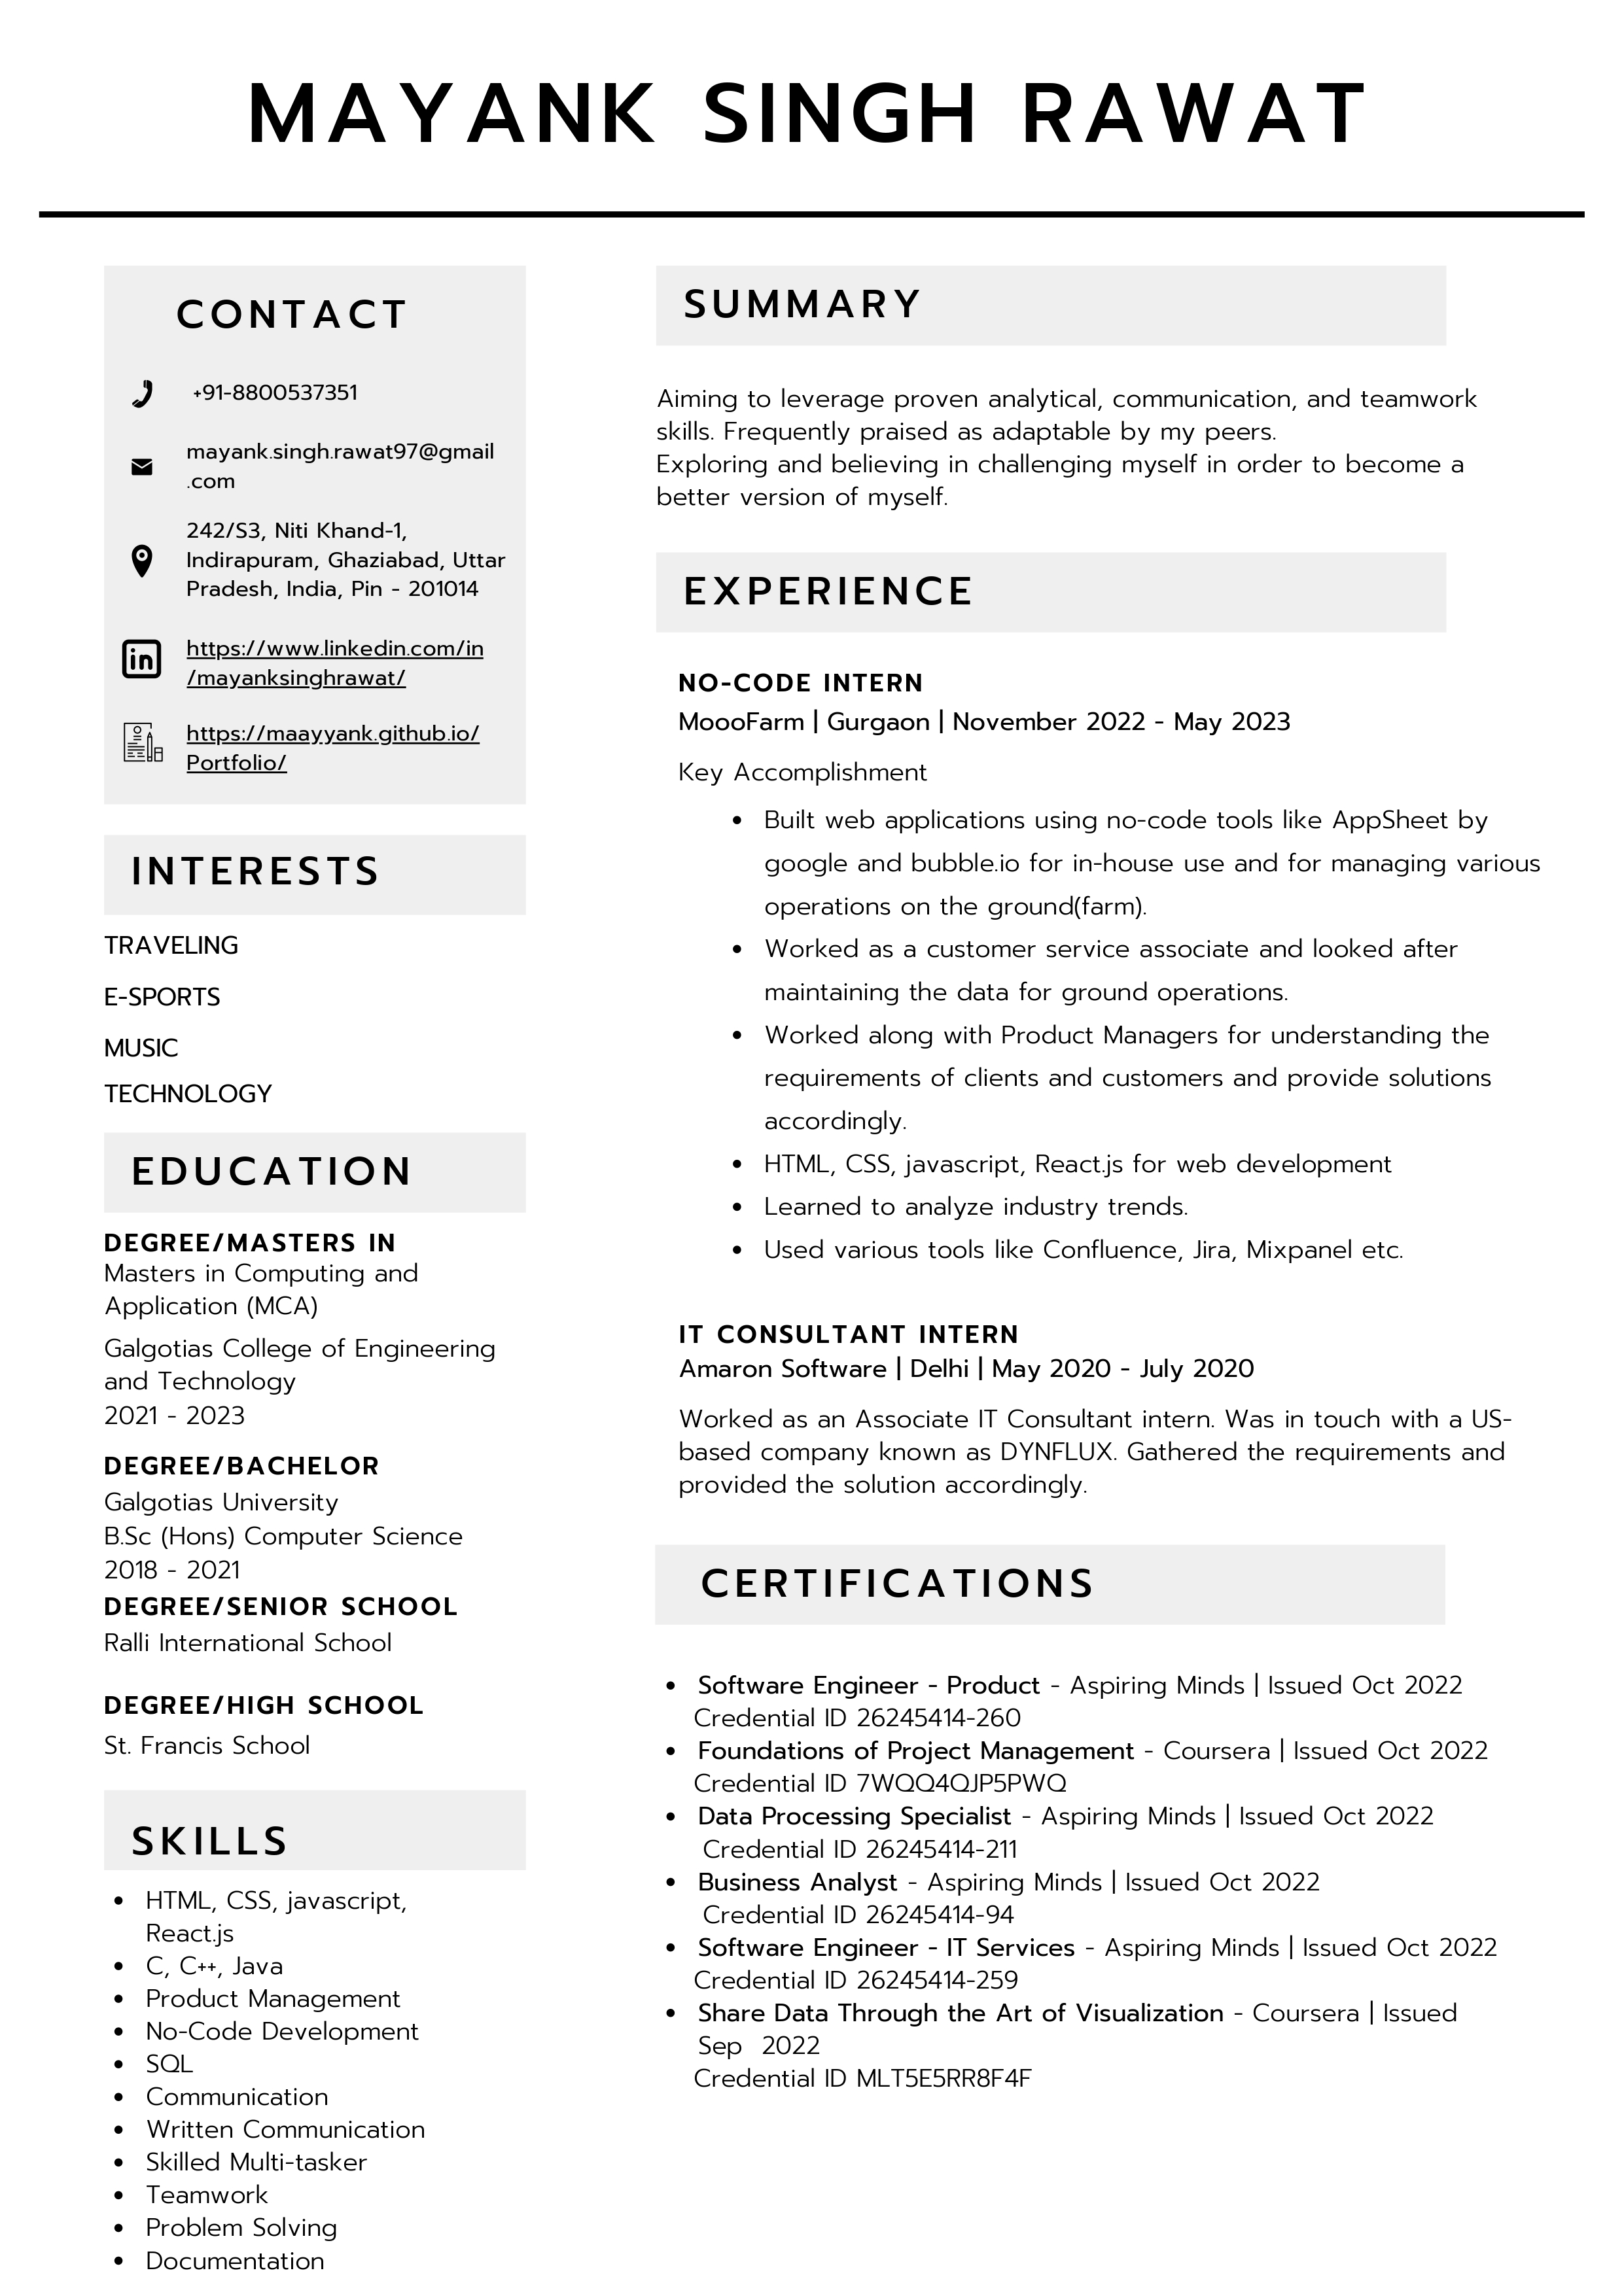 MAYANK SINGH RAWAT
CONTACT
+91-8800537351
mayank.singh.rawat97@gmail
.com
242/S3, Niti Khand-1,
Indirapuram, Ghaziabad, Uttar
Pradesh, India, Pin - 201014
https://www.linkedin.com/in
/mayanksinghrawat/
https://maayyank.github.io/
Portfolio/
INTERESTS
TRAVELING
E-SPORTS
MUSIC
TECHNOLOGY
EDUCATION
DEGREE/MASTERS IN
Masters in Computing and
Application (MCA)
Galgotias College of Engineering
and Technology
2021 - 2023
DEGREE/BACHELOR
Galgotias University
B.Sc (Hons) Computer Science
2018 - 2021
DEGREE/SENIOR SCHOOL
Ralli International School
DEGREE/HIGH SCHOOL
St. Francis School
SKILLS
• HTML, CSS, javascript,
React.js
• C, C++, Java
• Product Management
• No-Code Development
• SQL
• Communication
• Written Communication
• Skilled Multi-tasker
• Teamwork
• Problem Solving
• Documentation
SUMMARY
Aiming to leverage proven analytical, communication, and teamwork
skills. Frequently praised as adaptable by my peers.
Exploring and believing in challenging myself in order to become a
better version of myself.
EXPERIENCE
NO-CODE INTERN
MoooFarm | Gurgaon | November 2022 - May 2023
Key Accomplishment
• Built web applications using no-code tools like AppSheet by
google and bubble.io for in-house use and for managing various
operations on the ground(farm).
• Worked as a customer service associate and looked after
maintaining the data for ground operations.
• Worked along with Product Managers for understanding the
requirements of clients and customers and provide solutions
accordingly.
• HTML, CSS, javascript, React.js for web development
• Learned to analyze industry trends.
• Used various tools like Confluence, Jira, Mixpanel etc.
IT CONSULTANT INTERN
Amaron Software | Delhi | May 2020 - July 2020
Worked as an Associate IT Consultant intern. Was in touch with a US-
based company known as DYNFLUX. Gathered the requirements and
provided the solution accordingly.
CERTIFICATIONS
• Software Engineer - Product - Aspiring Minds | Issued Oct 2022
Credential ID 26245414-260
• Foundations of Project Management - Coursera | Issued Oct 2022
Credential ID 7WQQ4QJP5PWQ
• Data Processing Specialist - Aspiring Minds | Issued Oct 2022
Credential ID 26245414-211
• Business Analyst - Aspiring Minds | Issued Oct 2022
Credential ID 26245414-94
• Software Engineer - IT Services - Aspiring Minds | Issued Oct 2022
Credential ID 26245414-259
• Share Data Through the Art of Visualization - Coursera | Issued
Sep 2022
Credential ID MLT5E5RR8F4F